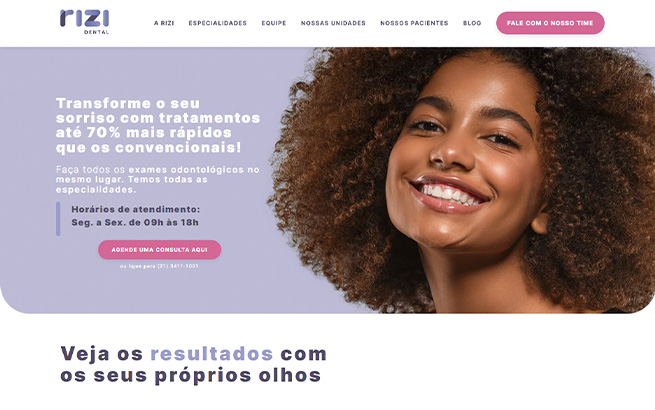 rizi
DENTAL
A RIZI ESPECIALIDADES EQUIPE NOSSAS UNIDADES NOSSOS PACIENTES BLOG FALE COM O NOSSO TIME
Transforme o seu
sorriso com tratamentos
até 70% mais rápidos
que os convencionais!
Faça todos os exames odontológicos no
mesmo lugar. Temos todas as
especialidades.
Horários de atendimento:
Seg. a Sex. de 09h às 18h
AGENDE UMA CONSULTA AQUI
ou ligue para
Veja os resultados com
os seus próprios olhos